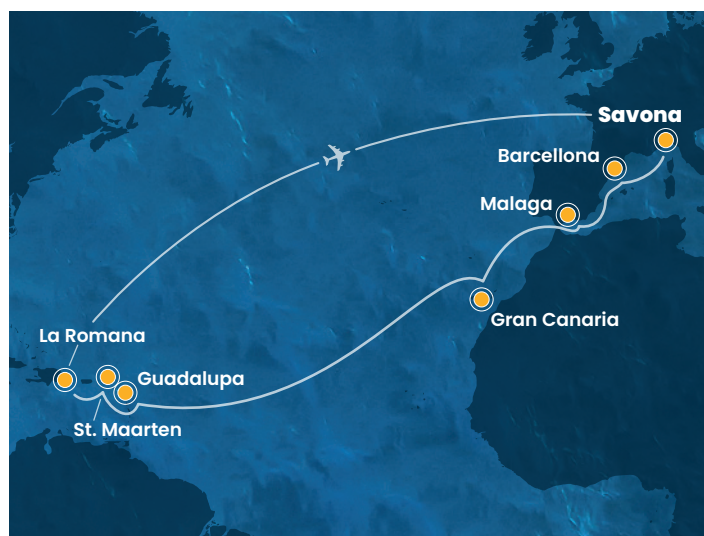 Savona
Barcellona
Malaga
Gran Canaria
La Romana
Guadalupa
St. Maarten